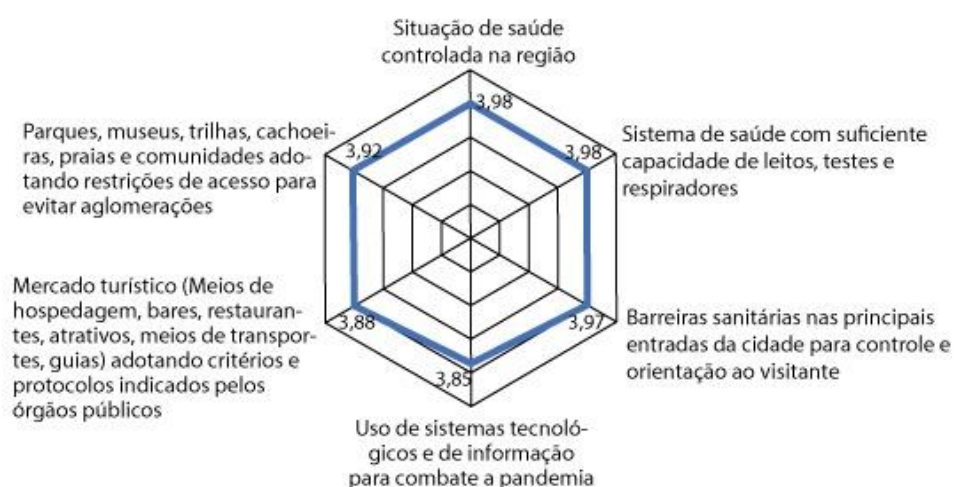 Situação de saúde
controlada na região
3,98
Parques, museus, trilhas, cachoei-
ras, praias e comunidades ado-
tando restrições de acesso para
evitar aglomerações
3,92
3,98
Sistema de saúde com suficiente
capacidade de leitos, testes e
respiradores
Mercado turístico (Meios de
hospedagem, bares, restauran-
tes, atrativos, meios de transpor-
tes, guias) adotando critérios e
protocolos indicados pelos
órgãos públicos
3,88
3,97
Barreiras sanitárias nas principais
entradas da cidade para controle e
orientação ao visitante
3,85
Uso de sistemas tecnoló-
gicos e de informação
para combate a pandemia